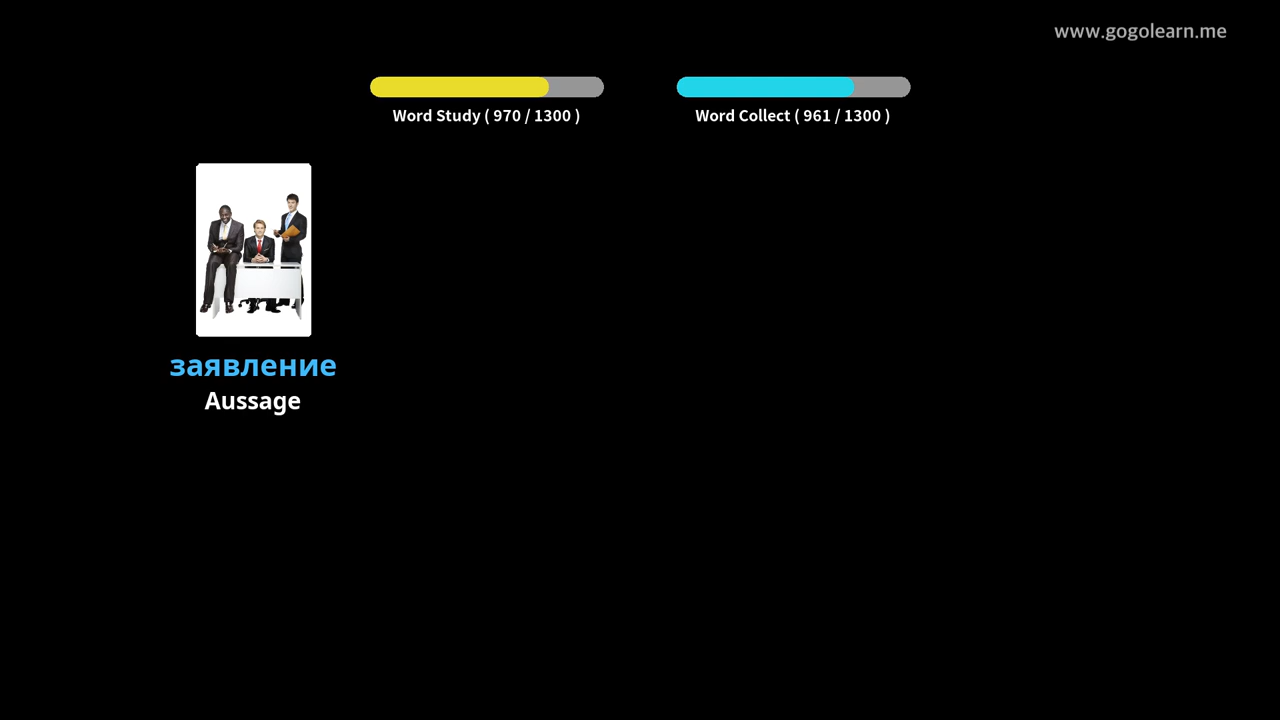 www.gogolearn.me
Word Study ( 970 / 1300 )
Word Collect ( 961 / 1300 )
заявление
Aussage